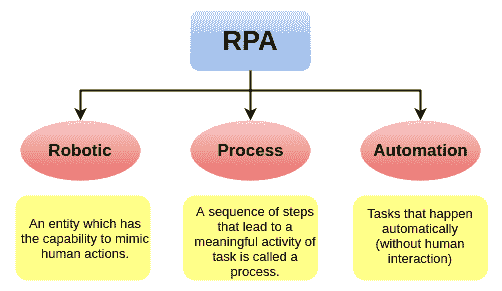 RPA
Robotic
Process
Automation
An entity which has
the capability to mimic
human actions.
A sequence of steps
that lead to a
meaningful activity of
task is called a
process.
Tasks that happen
automatically
(without human
interaction)